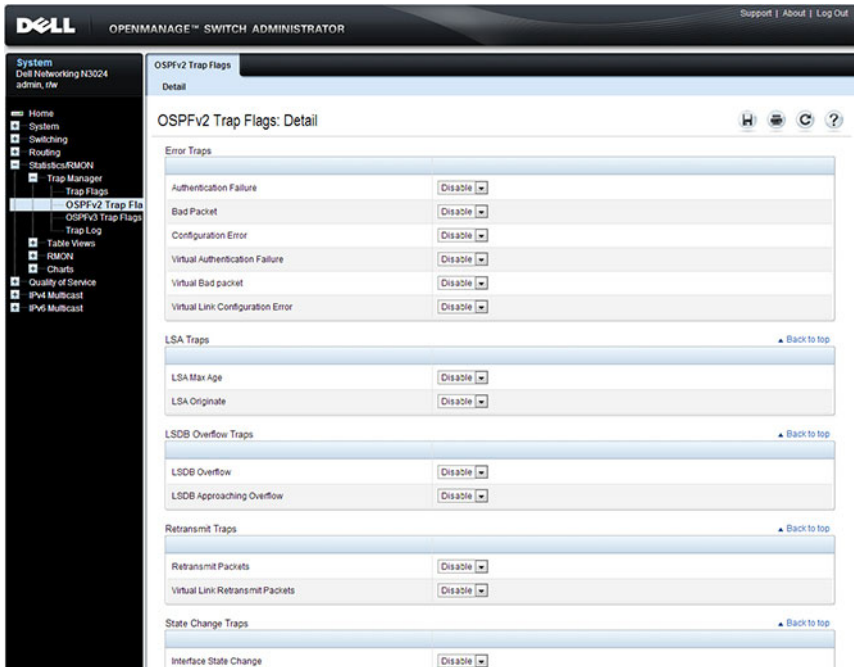 Support | About | Log Out
DELL OPENMANAGE™ SWITCH ADMINISTRATOR
System
Dell Networking N3024
admin, r/w
Home
System
Switching
Routing
Statistics/RMON
Trap Manager
Trap Flags
OSPFv2 Trap Fla
OSPFv3 Trap Flags
Trap Log
Table Views
RMON
Charts
Quality of Service
IPv4 Multicast
IPv6 Multicast
OSPFv2 Trap Flags
Detail
OSPFv2 Trap Flags: Detail
Error Traps
Authentication Failure Disable
Bad Packet Disable
Configuration Error Disable
Virtual Authentication Failure Disable
Virtual Bad packet Disable
Virtual Link Configuration Error Disable
LSA Traps Back to top
LSA Max Age Disable
LSA Originate Disable
LSDB Overflow Traps Back to top
LSDB Overflow Disable
LSDB Approaching Overflow Disable
Retransmit Traps Back to top
Retransmit Packets Disable
Virtual Link Retransmit Packets Disable
State Change Traps Back to top
Interface State Change Disable